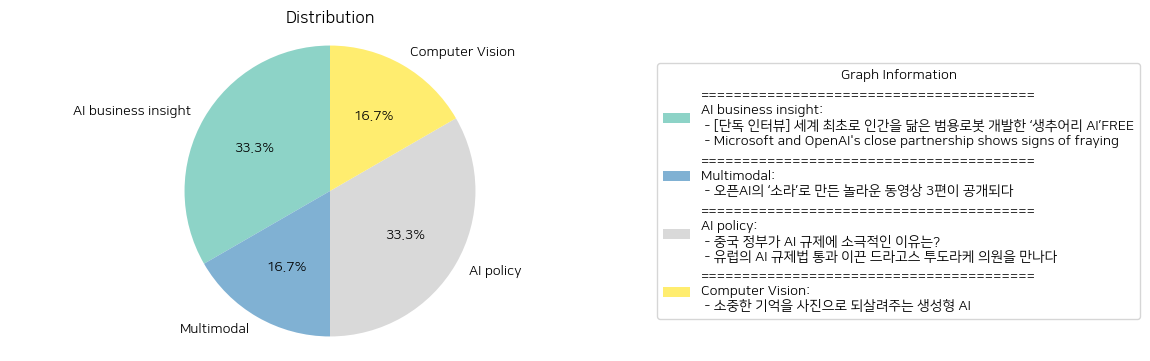 Distribution
Computer Vision
AI business insight
16.7%
33.3%
33.3%
16.7%
AI policy
Multimodal
Graph Information
========================================
AI business insight:
- [단독 인터뷰] 세계 최초로 인간을 닮은 범용로봇 개발한 ‘생추어리 AI’FREE
- Microsoft and OpenAI's close partnership shows signs of fraying
========================================
Multimodal:
- 오픈AI의 ‘소라’로 만든 놀라운 동영상 3편이 공개되다
========================================
AI policy:
- 중국 정부가 AI 규제에 소극적인 이유는?
- 유럽의 AI 규제법 통과 이끈 드라고스 투도라케 의원을 만나다
========================================
Computer Vision:
- 소중한 기억을 사진으로 되살려주는 생성형 AI